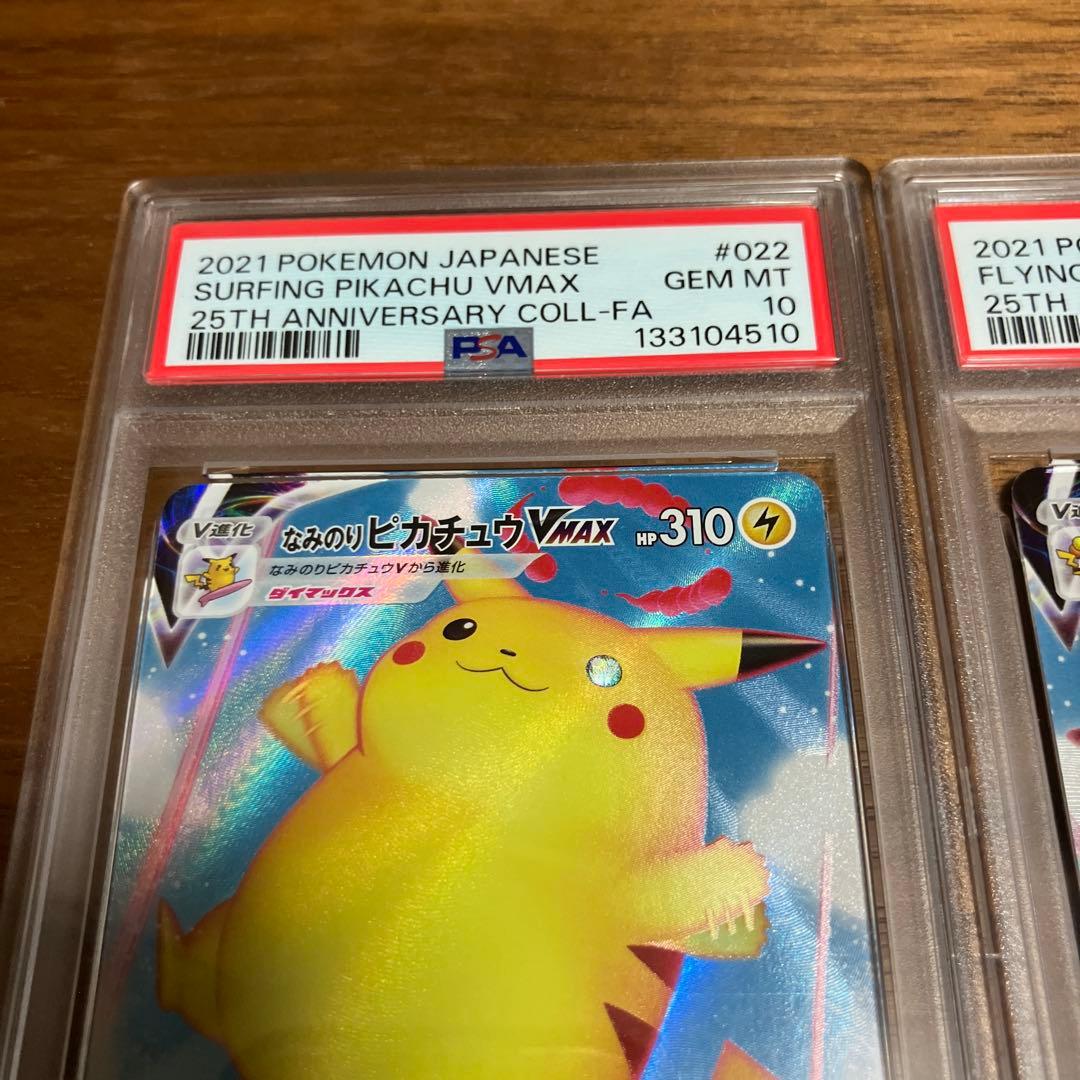 2021 POKEMON JAPANESE #022
SURFING PIKACHU VMAX GEM MT
25TH ANNIVERSARY COLL-FA 10
PSA 133104510
V進化
なみのりピカチュウVMAX HP310
なみのりピカチュウVから進化
ダイマックス
2021 PO
FLYING
25TH